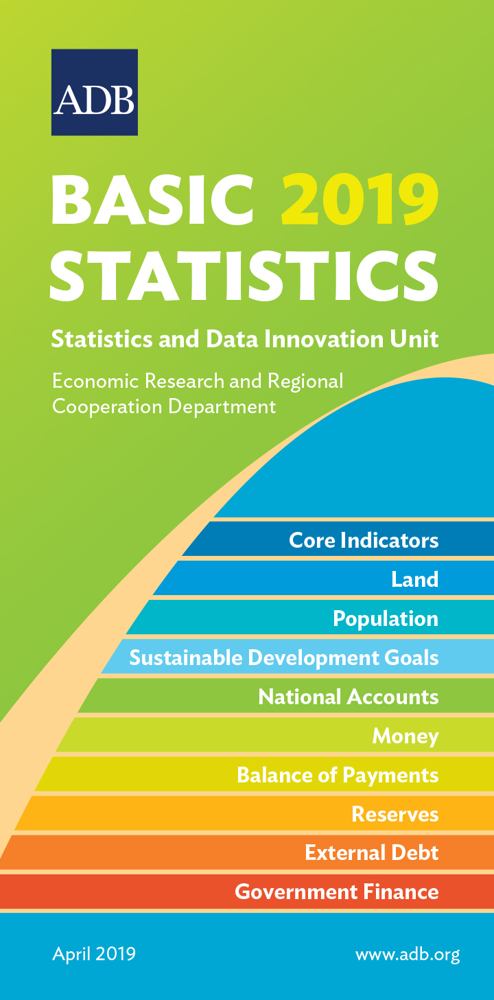 ADB
BASIC 2019
STATISTICS
Statistics and Data Innovation Unit
Economic Research and Regional
Cooperation Department
Core Indicators
Land
Population
Sustainable Development Goals
National Accounts
Money
Balance of Payments
Reserves
External Debt
Government Finance
April 2019
www.adb.org